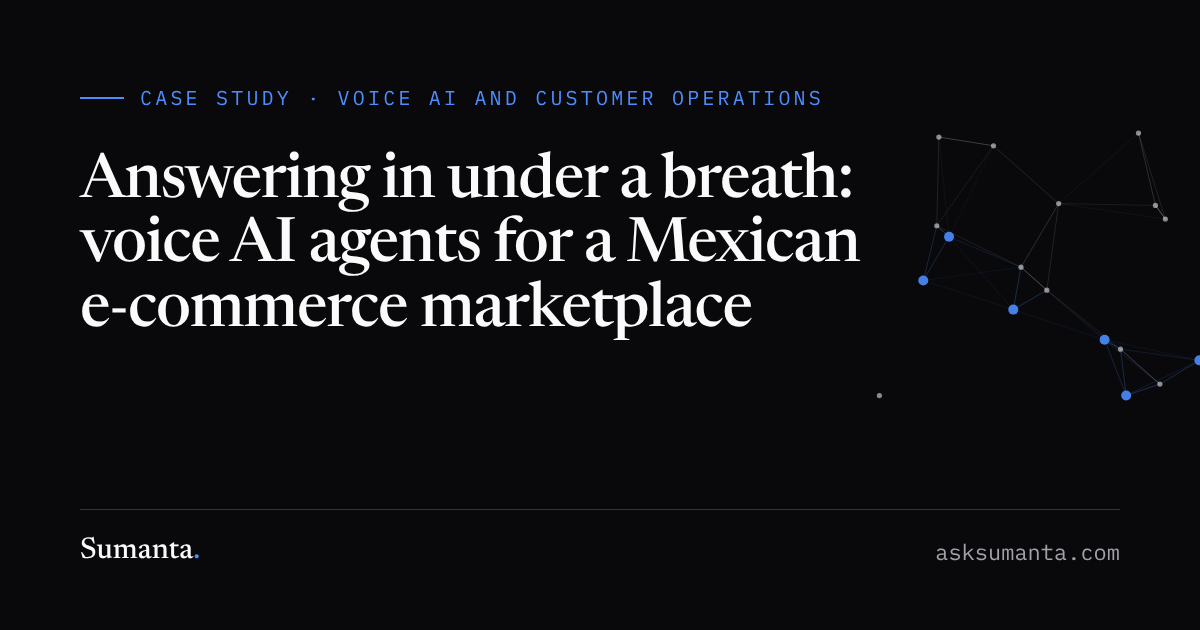 CASE STUDY · VOICE AI AND CUSTOMER OPERATIONS
Answering in under a breath:
voice AI agents for a Mexican
e-commerce marketplace
Sumanta.
asksumanta.com